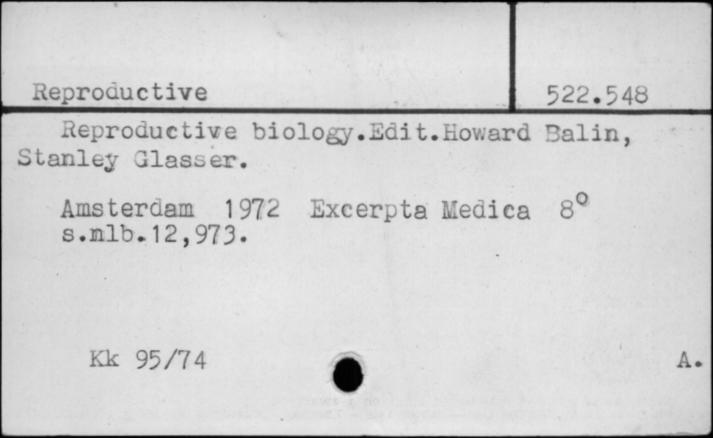 Reproductive 522.548
Reproductive biology.Edit.Howard Balin,
Stanley Glasser.
Amsterdam 1972 Excerpta Medica 8°
s.nlb.12,973.
Kk 95/74 A.